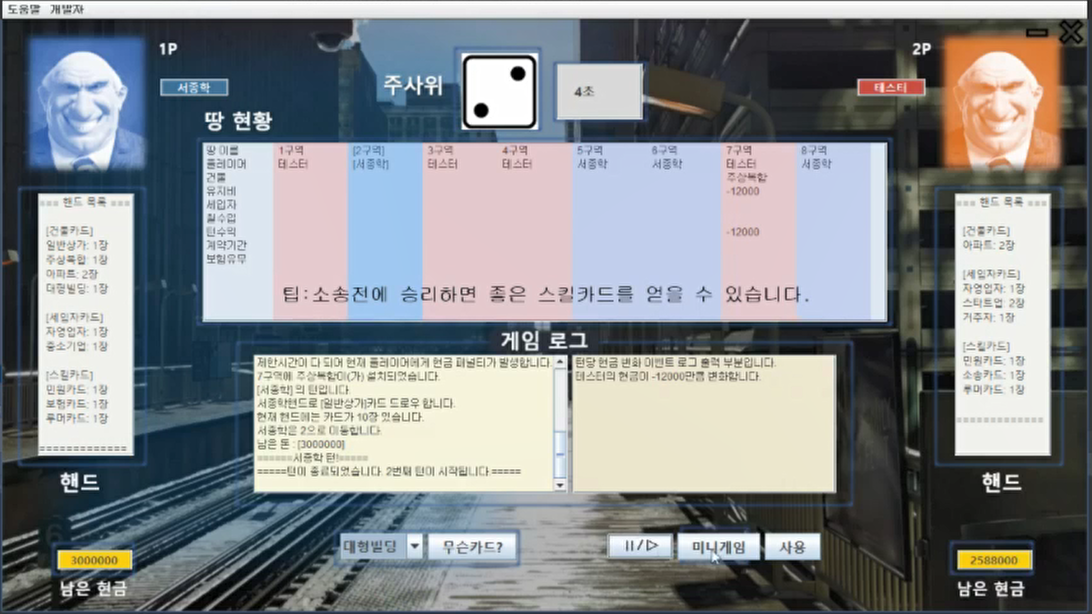 도움말 개발자
1P
서종학
주사위
4초
2P
테스터
땅 현황
땅 이름 1구역 [2구역] 3구역 4구역 5구역 6구역 7구역 8구역
플레이어 테스터 [서종학] 테스터 테스터 서종학 서종학 테스터 서종학
건물 주상복합
유지비 -12000
세입자
월수입
턴수익 -12000
계약기간
보험유무
팁:소송전에 승리하면 좋은 스킬카드를 얻을 수 있습니다.
=== 핸드 목록 ===
[건물카드]
일반상가: 1장
주상복합: 1장
아파트: 2장
대형빌딩: 1장
[세입자카드]
자영업자: 1장
중소기업: 1장
[스킬카드]
민원카드: 1장
보험카드: 1장
루머카드: 1장
=============
핸드
3000000
남은 현금
게임 로그
제한시간이 다 되어 현재 플레이어에게 현금 패널티가 발생합니다.
7구역에 주상복합이(가) 설치되었습니다.
[서종학] 의 턴입니다.
서종학핸드로 [일반상가]카드 드로우 합니다.
현재 핸드에는 카드가 10장 있습니다.
서종학은 2으로 이동합니다.
남은 돈 : [3000000]
======서종학 턴!=====
=====턴이 종료되었습니다. 2번째 턴이 시작됩니다.=====
턴당 현금 변화 이벤트 로그 출력 부분입니다.
테스터의 현금이 -12000만큼 변화합니다.
대형빌딩
무슨카드?
II/▷
미니게임
사용
=== 핸드 목록 ===
[건물카드]
아파트: 2장
[세입자카드]
자영업자: 1장
스타트업: 2장
거주자: 1장
[스킬카드]
민원카드: 1장
소송카드: 1장
루머카드: 1장
=============
핸드
2588000
남은 현금